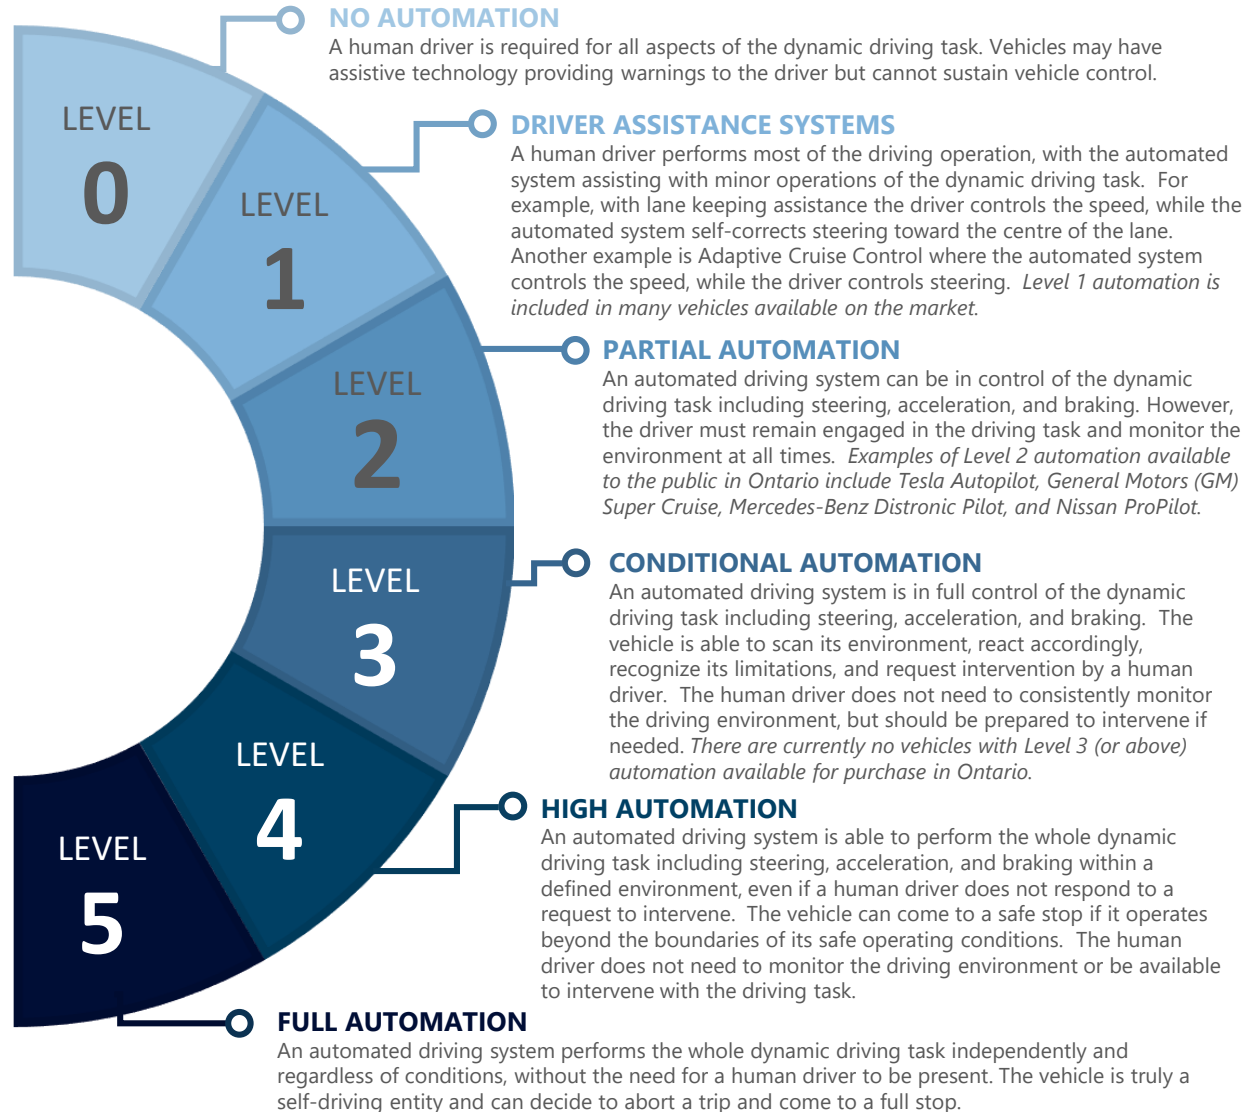 NO AUTOMATION
A human driver is required for all aspects of the dynamic driving task. Vehicles may have
assistive technology providing warnings to the driver but cannot sustain vehicle control.
LEVEL
0
DRIVER ASSISTANCE SYSTEMS
A human driver performs most of the driving operation, with the automated
system assisting with minor operations of the dynamic driving task. For
example, with lane keeping assistance the driver controls the speed, while the
automated system self-corrects steering toward the centre of the lane.
Another example is Adaptive Cruise Control where the automated system
controls the speed, while the driver controls steering. Level 1 automation is
included in many vehicles available on the market.
LEVEL
1
PARTIAL AUTOMATION
An automated driving system can be in control of the dynamic
driving task including steering, acceleration, and braking. However,
the driver must remain engaged in the driving task and monitor the
environment at all times. Examples of Level 2 automation available
to the public in Ontario include Tesla Autopilot, General Motors (GM)
Super Cruise, Mercedes-Benz Distronic Pilot, and Nissan ProPilot.
LEVEL
2
CONDITIONAL AUTOMATION
An automated driving system is in full control of the dynamic
driving task including steering, acceleration, and braking. The
vehicle is able to scan its environment, react accordingly,
recognize its limitations, and request intervention by a human
driver. The human driver does not need to consistently monitor
the driving environment, but should be prepared to intervene if
needed. There are currently no vehicles with Level 3 (or above)
automation available for purchase in Ontario.
LEVEL
3
HIGH AUTOMATION
An automated driving system is able to perform the whole dynamic
driving task including steering, acceleration, and braking within a
defined environment, even if a human driver does not respond to a
request to intervene. The vehicle can come to a safe stop if it operates
beyond the boundaries of its safe operating conditions. The human
driver does not need to monitor the driving environment or be available
to intervene with the driving task.
LEVEL
4
FULL AUTOMATION
An automated driving system performs the whole dynamic driving task independently and
regardless of conditions, without the need for a human driver to be present. The vehicle is truly a
self-driving entity and can decide to abort a trip and come to a full stop.
LEVEL
5